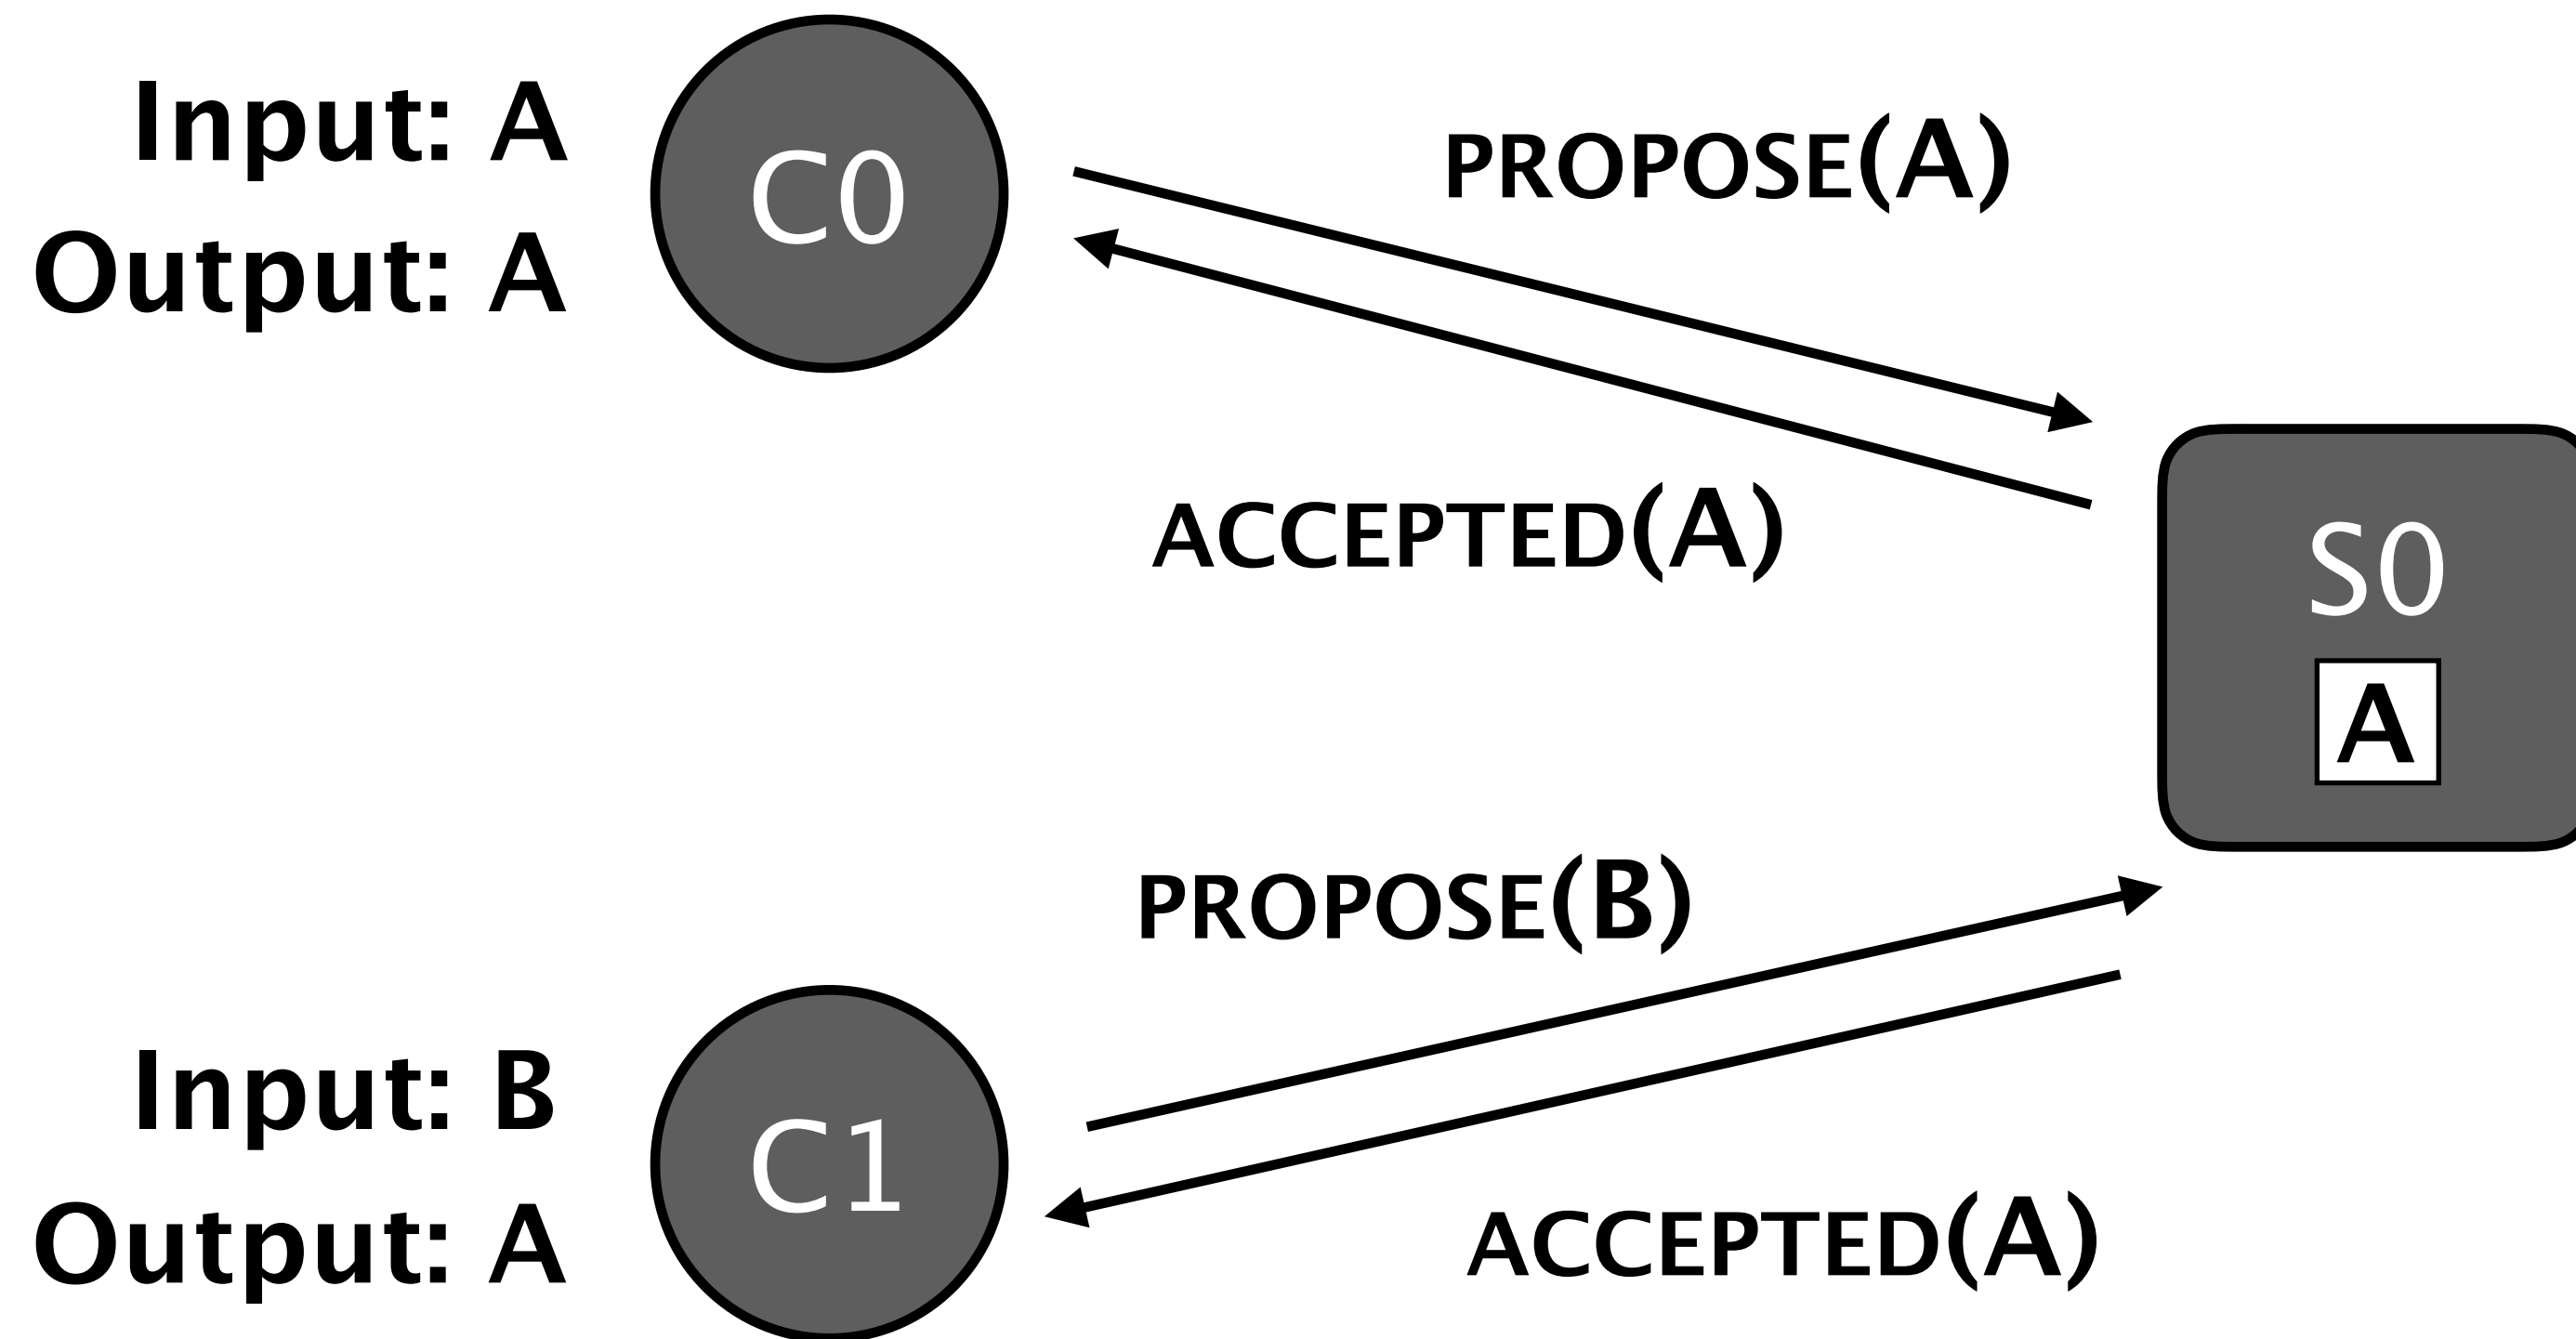 Input: A
Output: A
C0
PROPOSE(A)
ACCEPTED(A)
S0
A
PROPOSE(B)
Input: B
Output: A
C1
ACCEPTED(A)